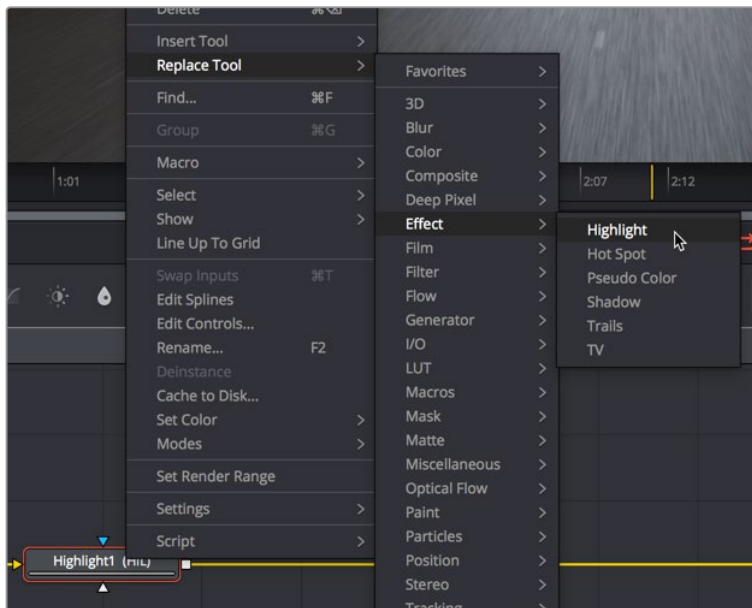 Delete ⌘⌫
Insert Tool >
Replace Tool >
Find... ⌘F
Group ⌘G
Macro >
Select >
Show >
Line Up To Grid
Swap Inputs ⌘T
Edit Splines
Edit Controls...
Rename... F2
Deinstance
Cache to Disk...
Set Color >
Modes >
Set Render Range
Settings >
Script >
Favorites >
3D >
Blur >
Color >
Composite >
Deep Pixel >
Effect >
Film >
Filter >
Flow >
Generator >
I/O >
LUT >
Macros >
Mask >
Matte >
Miscellaneous >
Optical Flow >
Paint >
Particles >
Position >
Stereo >
Tracking
Highlight
Hot Spot
Pseudo Color
Shadow
Trails
TV
1:01
2:07
2:12
Highlight1 (HIL)